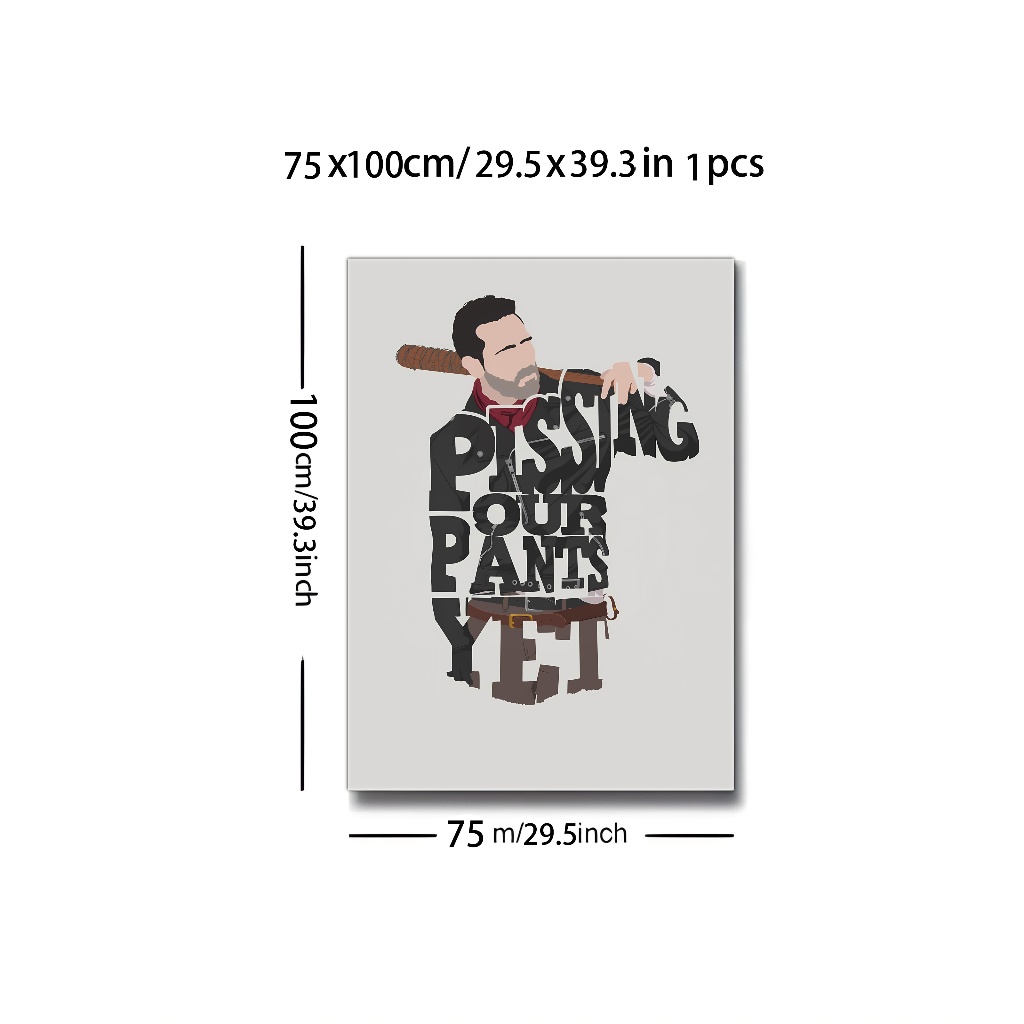 75x100cm/29.5x39.3in 1pcs
PISSING
OUR
PANTS
YET
100cm/39.3inch
75 m/29.5inch